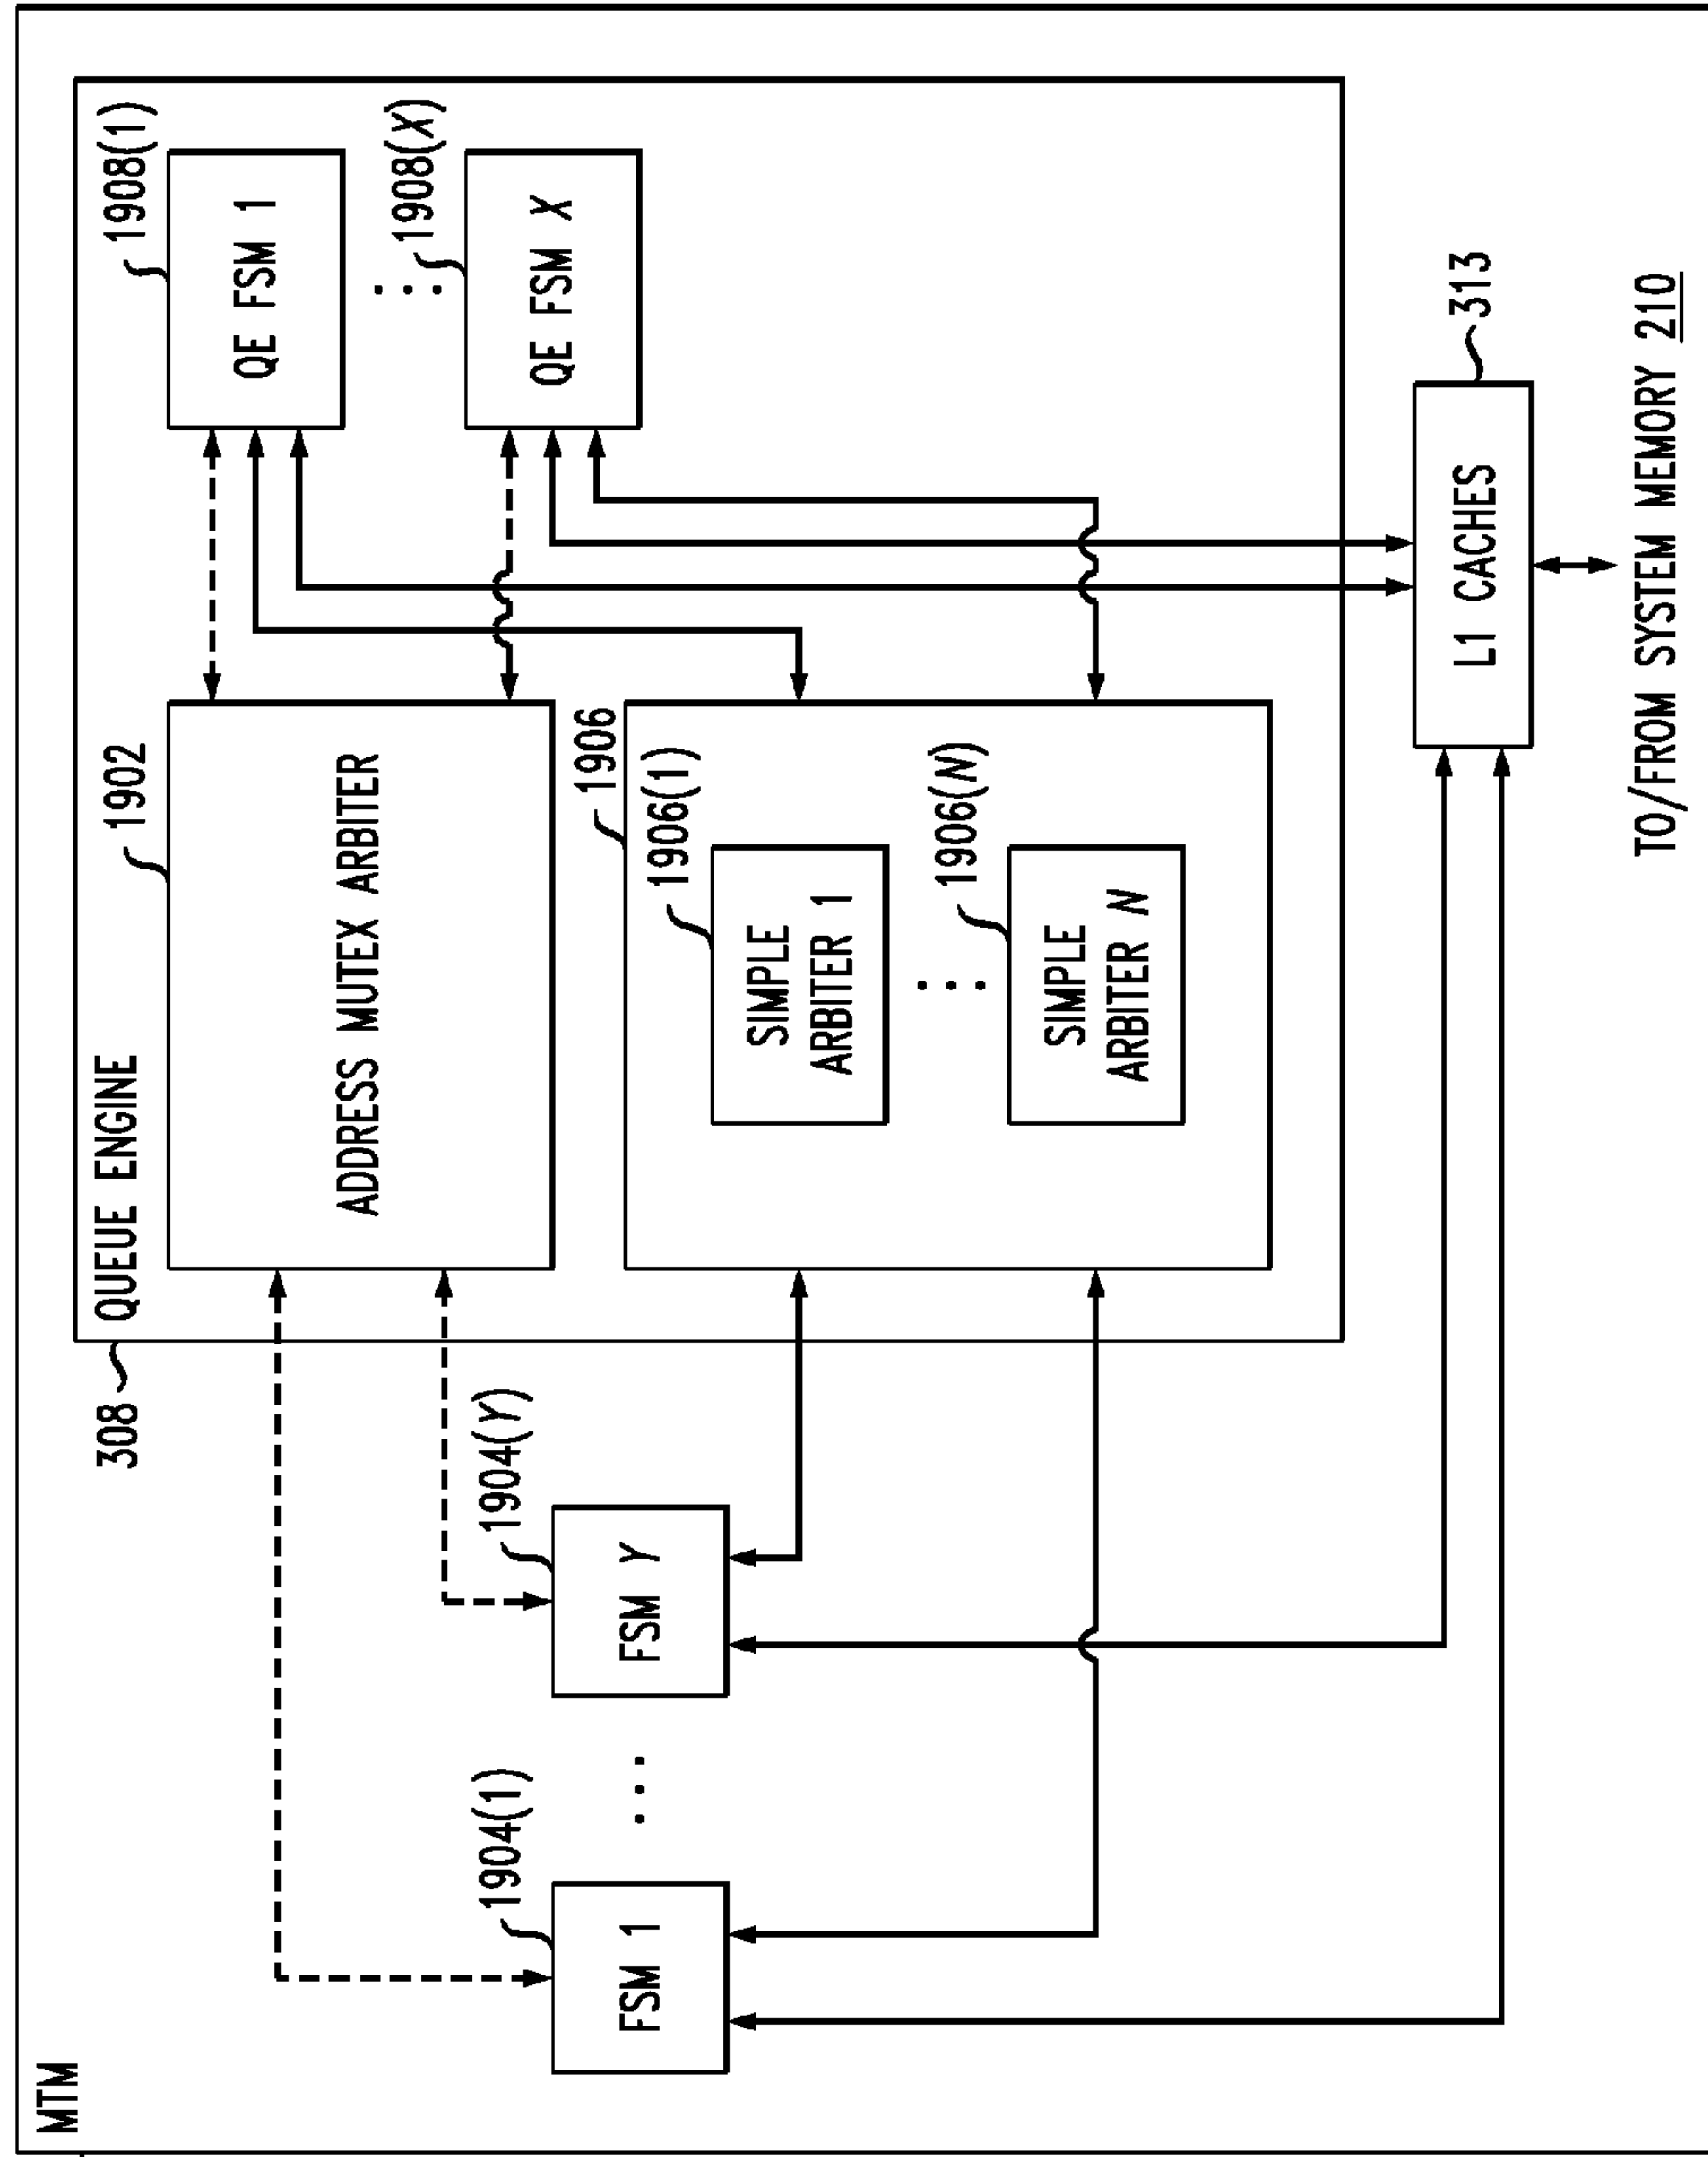 MTM
308
QUEUE ENGINE
1902
ADDRESS MUTEX ARBITER
1908(1)
QE FSM 1
⋮
1908(X)
QE FSM X
1904(1)
FSM 1
...
1904(Y)
FSM Y
1906
1906(1)
SIMPLE
ARBITER 1
⋮
1906(N)
SIMPLE
ARBITER N
313
L1 CACHES
TO/FROM SYSTEM MEMORY 210